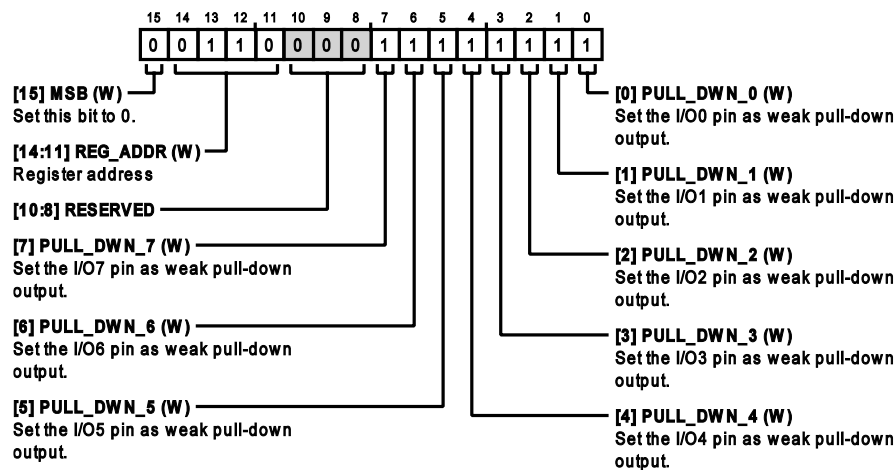 15 14 13 12 11 10 9 8 7 6 5 4 3 2 1 0
0 0 1 1 0 0 0 0 1 1 1 1 1 1 1 1
[15] MSB (W)
Set this bit to 0.
[14:11] REG_ADDR (W)
Register address
[10:8] RESERVED
[7] PULL_DWN_7 (W)
Set the I/O7 pin as weak pull-down
output.
[6] PULL_DWN_6 (W)
Set the I/O6 pin as weak pull-down
output.
[5] PULL_DWN_5 (W)
Set the I/O5 pin as weak pull-down
output.
[0] PULL_DWN_0 (W)
Set the I/O0 pin as weak pull-down
output.
[1] PULL_DWN_1 (W)
Set the I/O1 pin as weak pull-down
output.
[2] PULL_DWN_2 (W)
Set the I/O2 pin as weak pull-down
output.
[3] PULL_DWN_3 (W)
Set the I/O3 pin as weak pull-down
output.
[4] PULL_DWN_4 (W)
Set the I/O4 pin as weak pull-down
output.